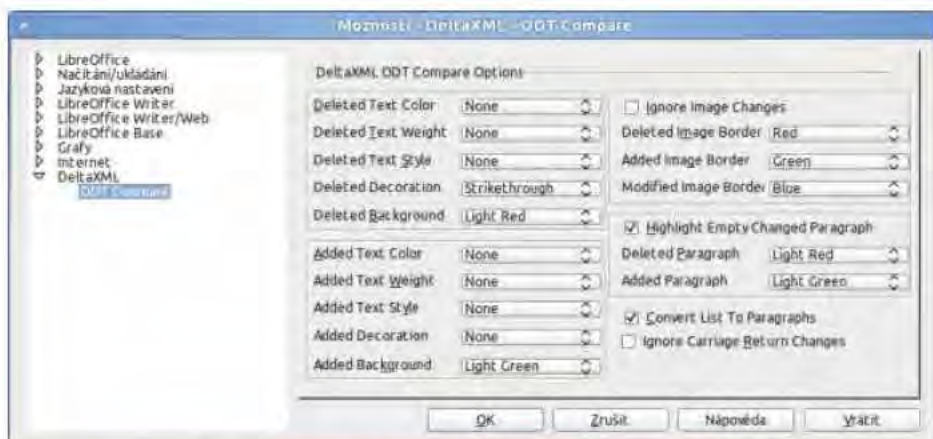 Možnosti - DeltaXML - ODT Compare
LibreOffice
Načítání/ukládání
Jazyková nastavení
LibreOffice Writer
LibreOffice Writer/Web
LibreOffice Base
Grafy
Internet
DeltaXML
ODT Compare
DeltaXML ODT Compare Options
Deleted Text Color None
Deleted Text Weight None
Deleted Text Style None
Deleted Decoration Strikethrough
Deleted Background Light Red
Added Text Color None
Added Text Weight None
Added Text Style None
Added Decoration None
Added Background Light Green
Ignore Image Changes
Deleted Image Border Red
Added Image Border Green
Modified Image Border Blue
Highlight Empty Changed Paragraph
Deleted Paragraph Light Red
Added Paragraph Light Green
Convert List To Paragraphs
Ignore Carriage Return Changes
OK Zrušit Nápověda Vrátit